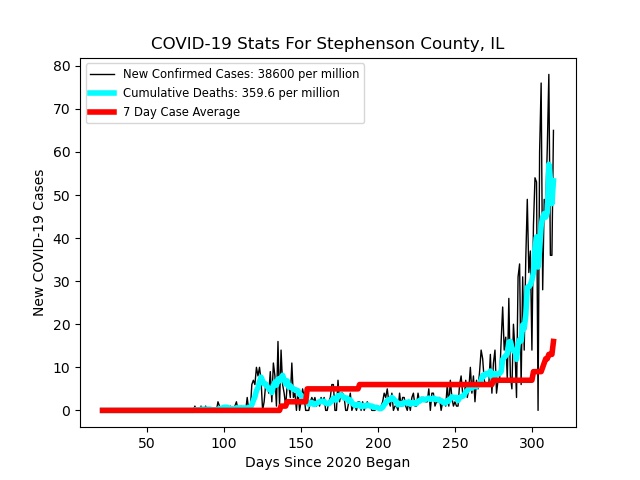 COVID-19 Stats For Stephenson County, IL
New Confirmed Cases: 38600 per million
Cumulative Deaths: 359.6 per million
7 Day Case Average
New COVID-19 Cases
80
70
60
50
40
30
20
10
0
50 100 150 200 250 300
Days Since 2020 Began